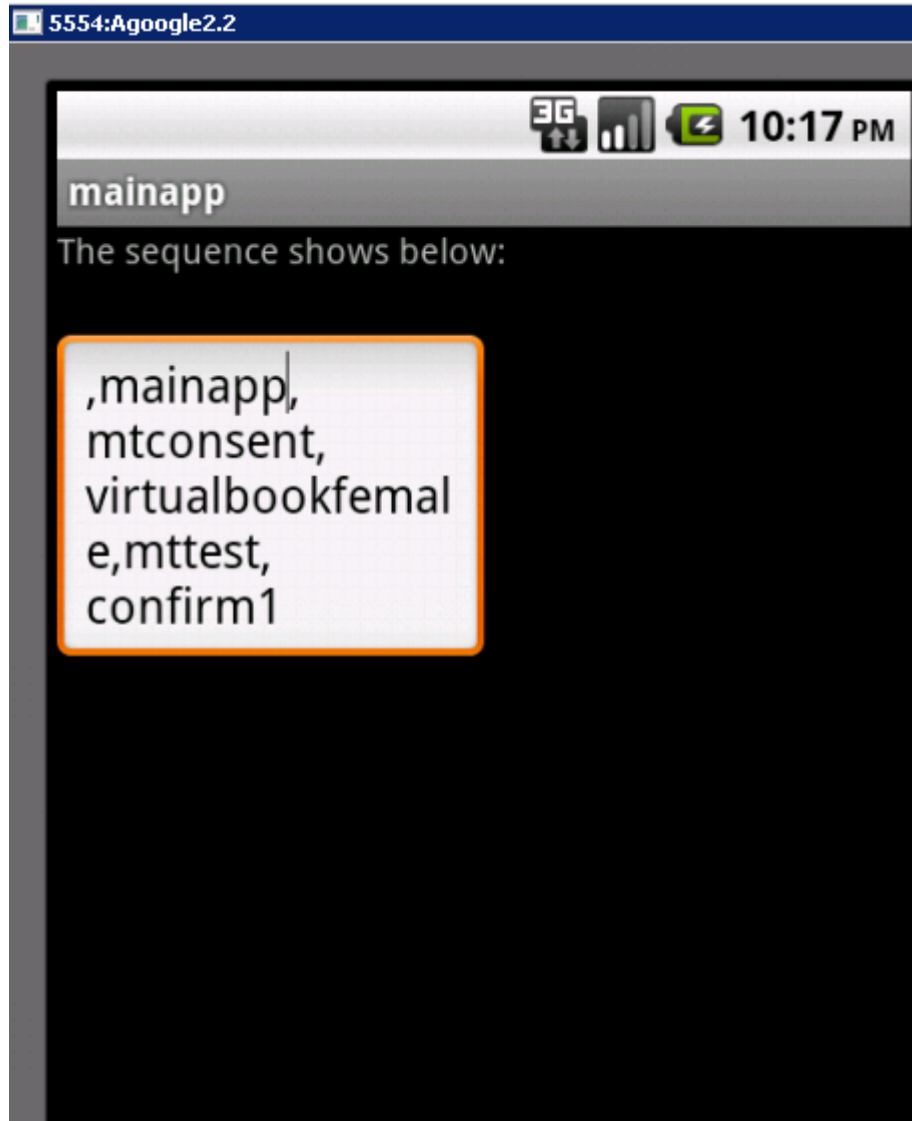 5554:Agoogle2.2
3G 10:17 PM
mainapp
The sequence shows below:
,mainapp,
mtconsent,
virtualbookfemal
e,mttest,
confirm1